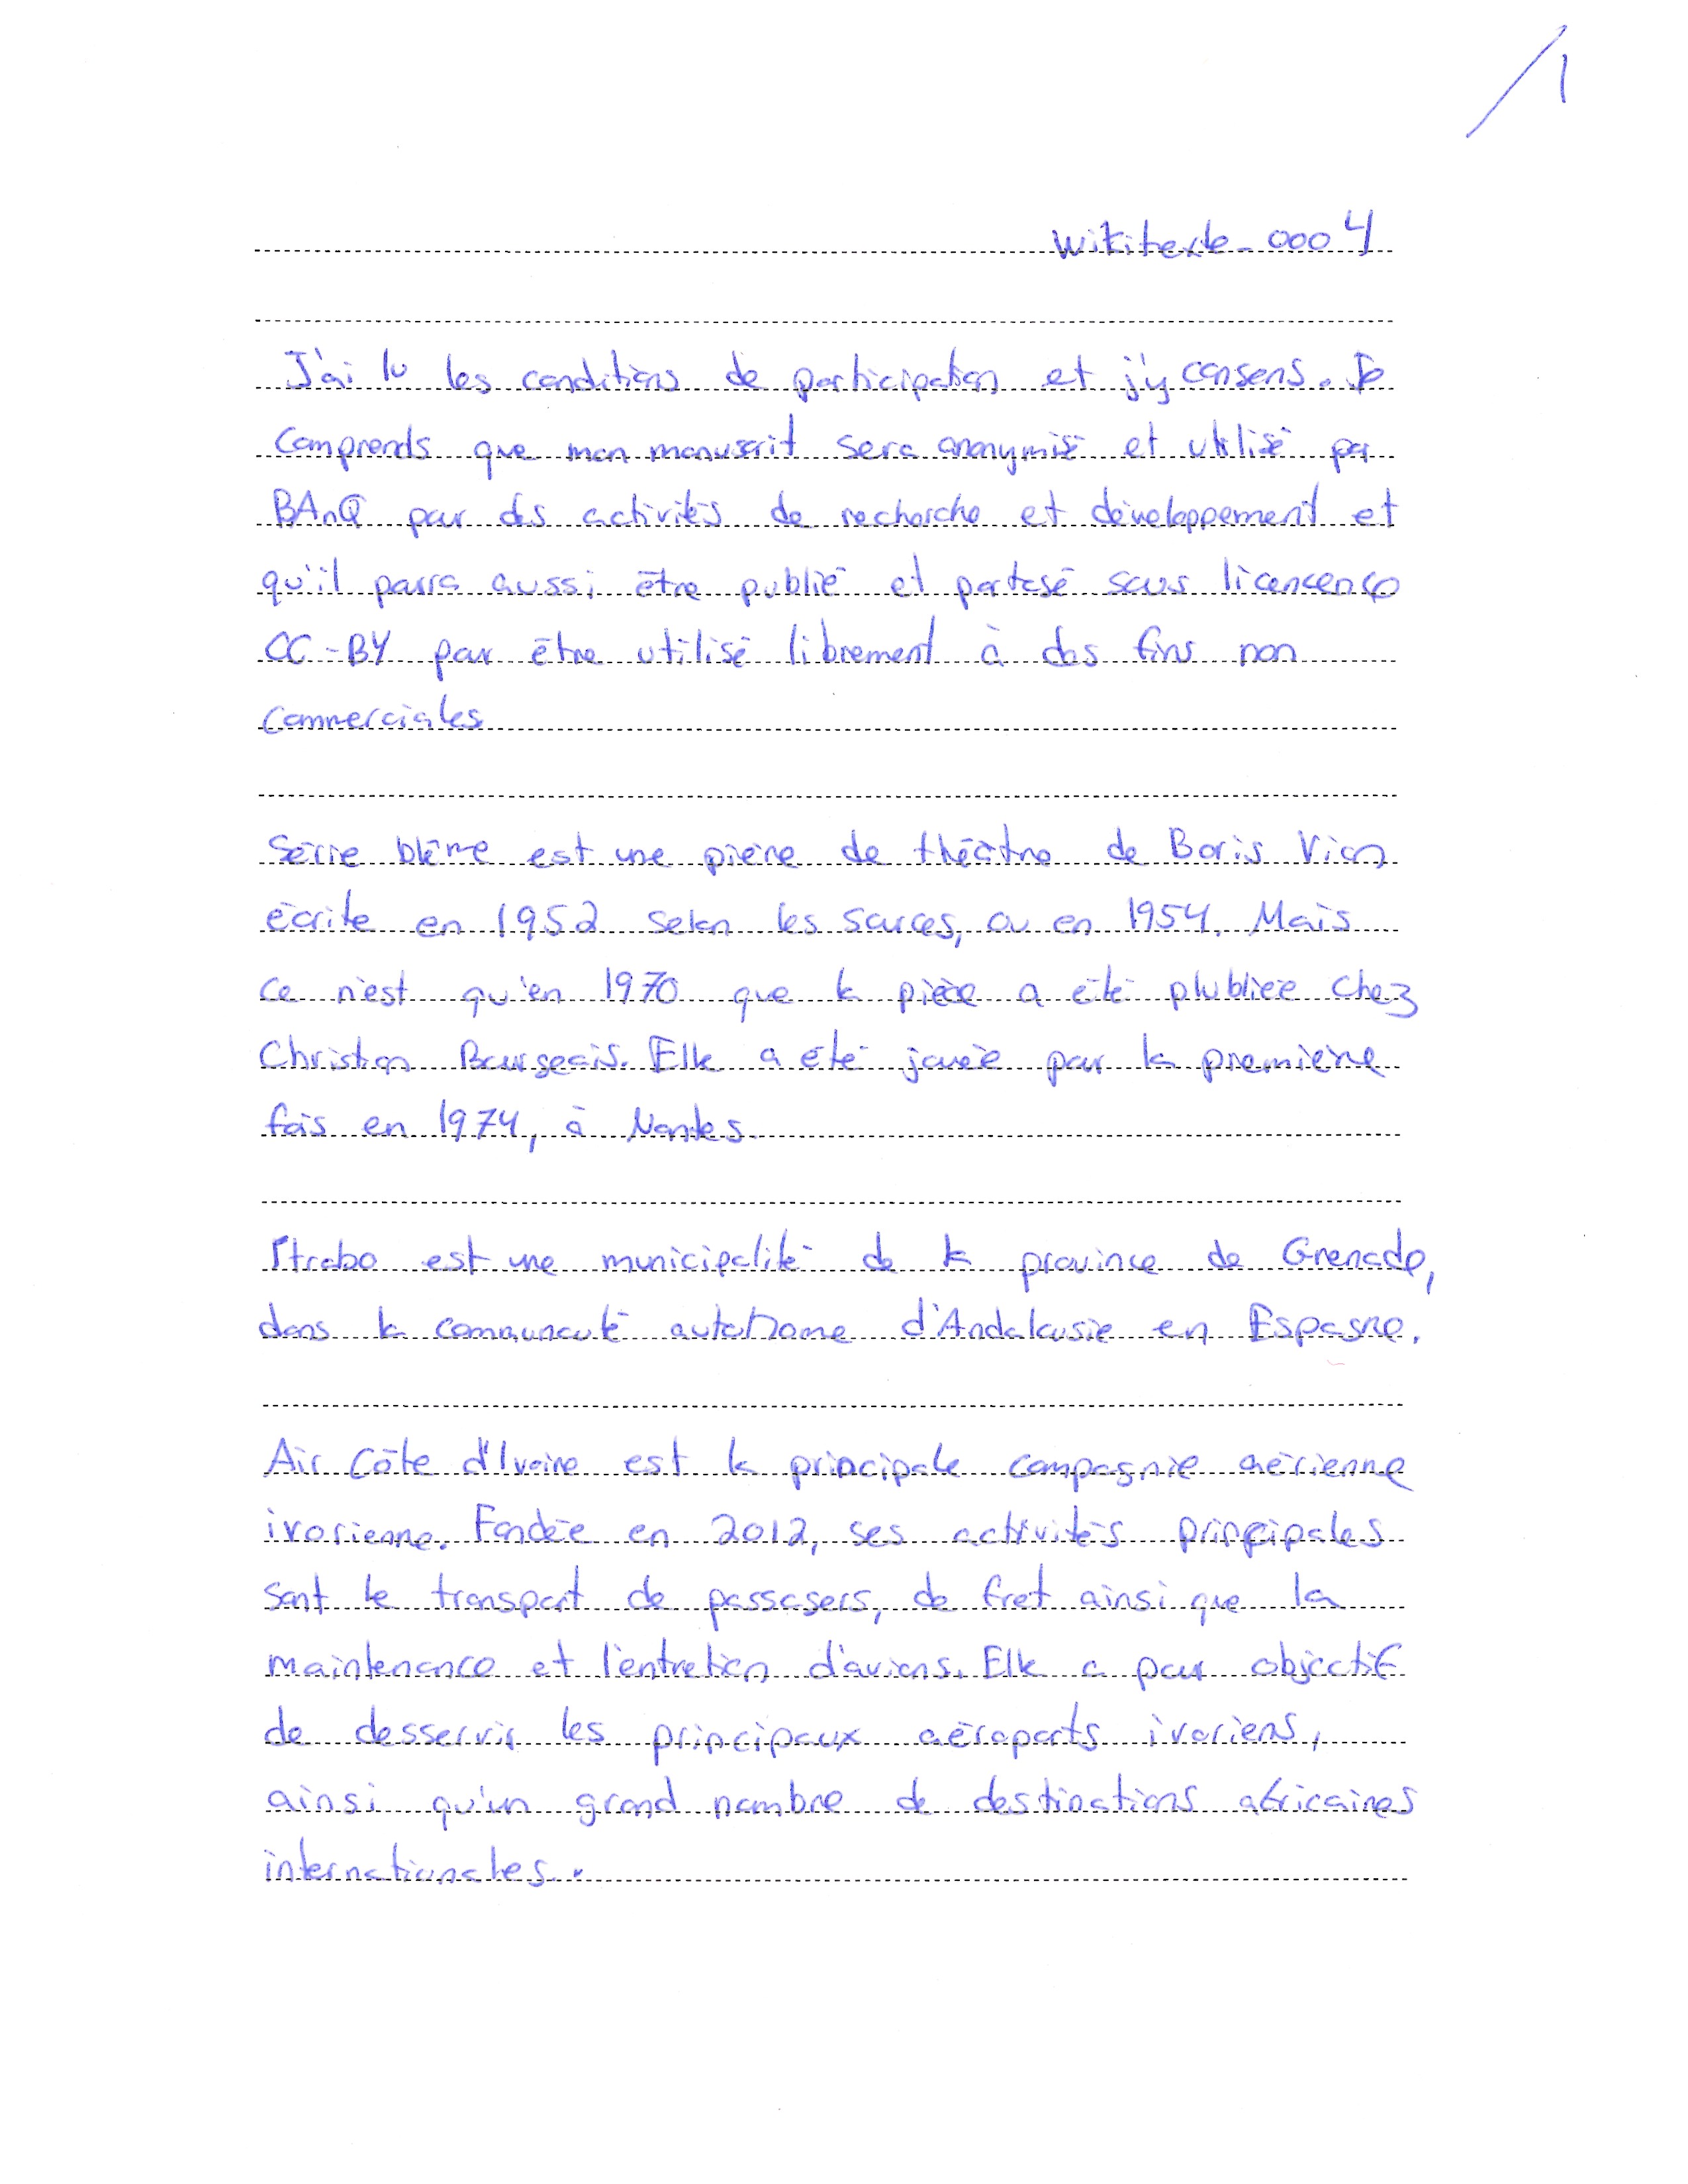 /1
Wikitexte_0004
J'ai lu les conditions de participation et j'y consens. Je
comprends que mon manuscrit sera anonymisé et utilisé par
BAnQ pour des activités de recherche et développement et
qu'il pourra aussi être publié et partagé sous licencence
CC-BY pour être utilisé librement à des fins non
commerciales
Série blême est une pière de théâtre de Boris Vian
écrite en 1952 selon les sources, ou en 1954. Mais
ce n'est qu'en 1970 que la pièce a été plubliée chez
Christian Bourgeois. Elle a été jouée pour la première
fois en 1974, à Nantes.
Itrabo est une municipalité de la province de Grenade,
dans la communauté autonome d'Andalousie en Espagne.
Air Côte d'Ivoire est la principale compagnie aérienne
ivorienne. Fondée en 2012, ses activités principales
sont le transport de passagers, de fret ainsi que la
maintenance et l'entretien d'avions. Elle a pour objectif
de desservir les principaux aéroports ivoriens,
ainsi qu'un grand nombre de destinations africaines
internationales.